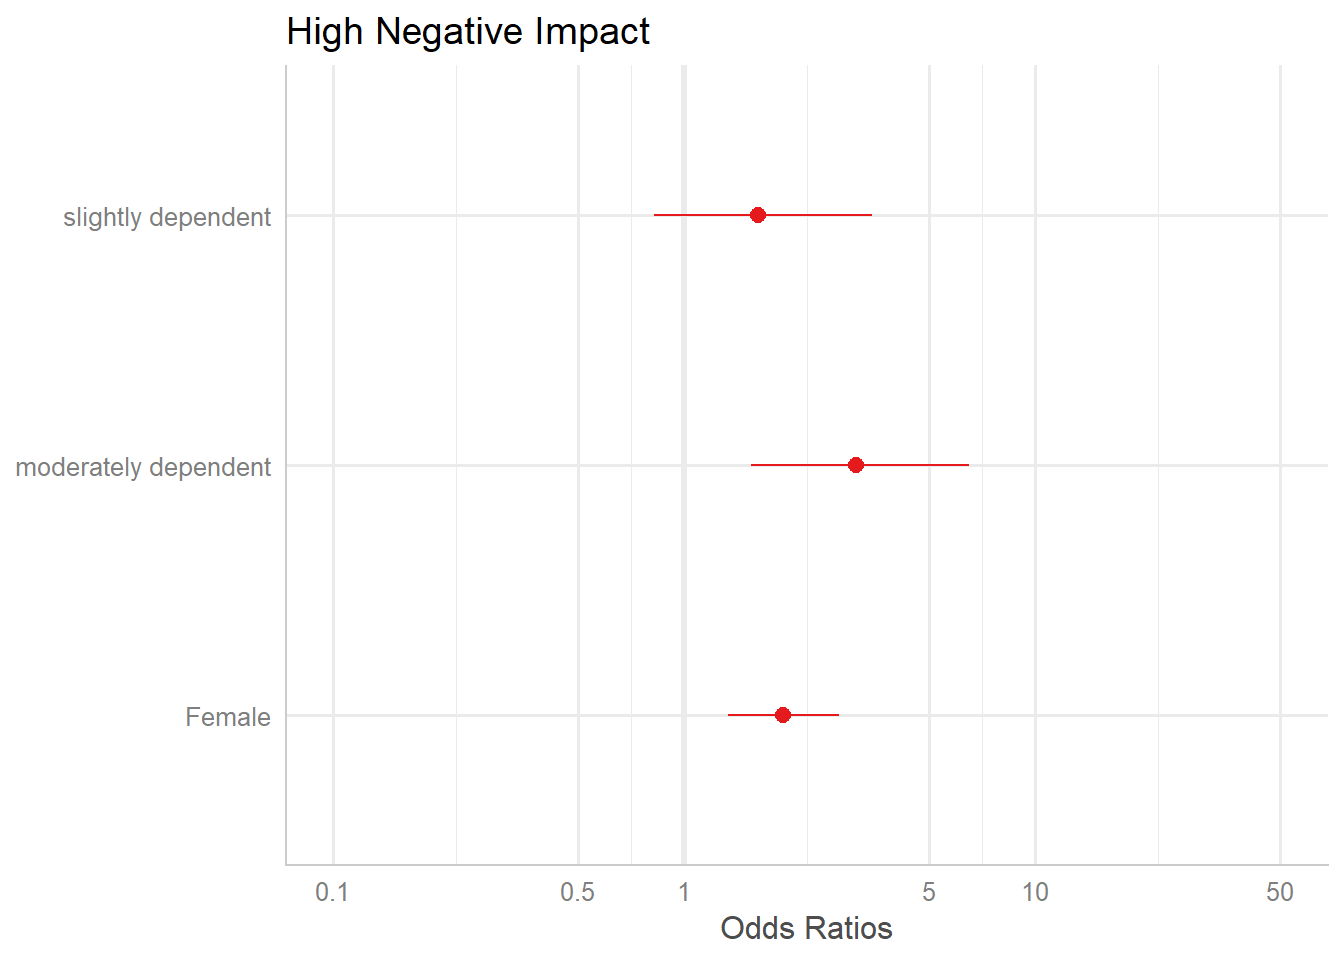 High Negative Impact
slightly dependent
moderately dependent
Female
0.1 0.5 1 5 10 50
Odds Ratios